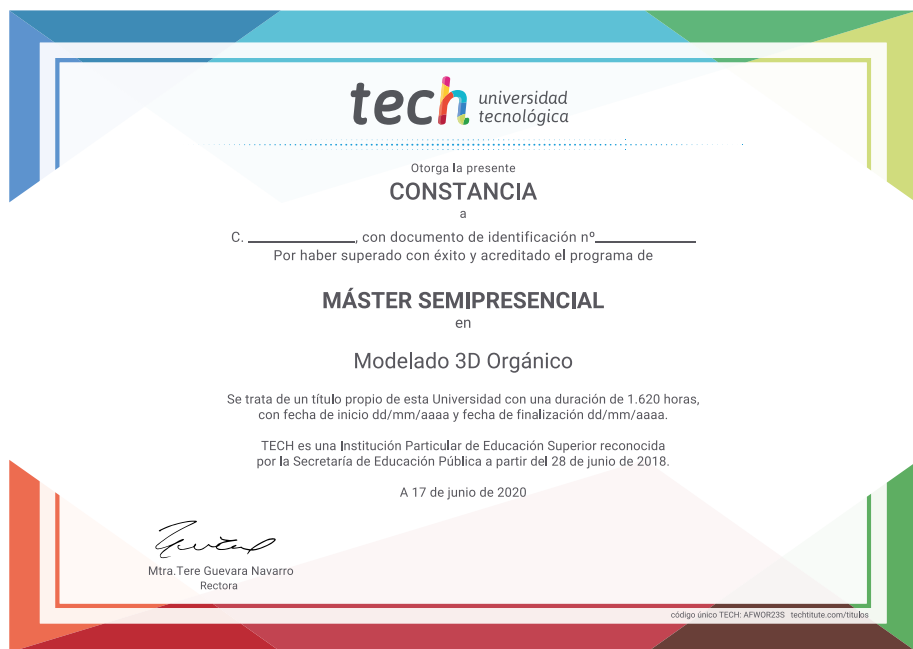 tech universidad
tecnológica
Otorga la presente
CONSTANCIA
a
C. ______________, con documento de identificación nº______________
Por haber superado con éxito y acreditado el programa de
MÁSTER SEMIPRESENCIAL
en
Modelado 3D Orgánico
Se trata de un título propio de esta Universidad con una duración de 1.620 horas,
con fecha de inicio dd/mm/aaaa y fecha de finalización dd/mm/aaaa.
TECH es una Institución Particular de Educación Superior reconocida
por la Secretaría de Educación Pública a partir del 28 de junio de 2018.
A 17 de junio de 2020
Mtra.Tere Guevara Navarro
Rectora
código único TECH: AFWOR23S techtitute.com/titulos